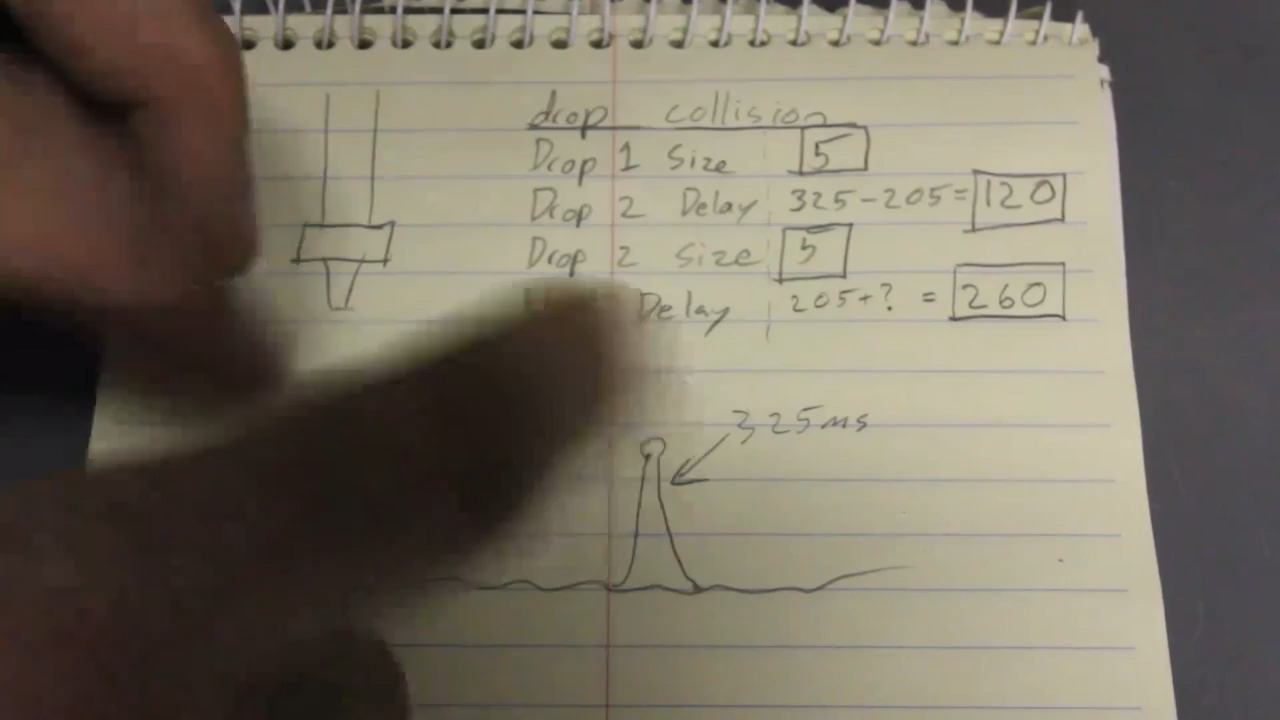 drop collision
Drop 1 Size 5
Drop 2 Delay 325-205= 120
Drop 2 Size 5
Delay 205+? = 260
325ms